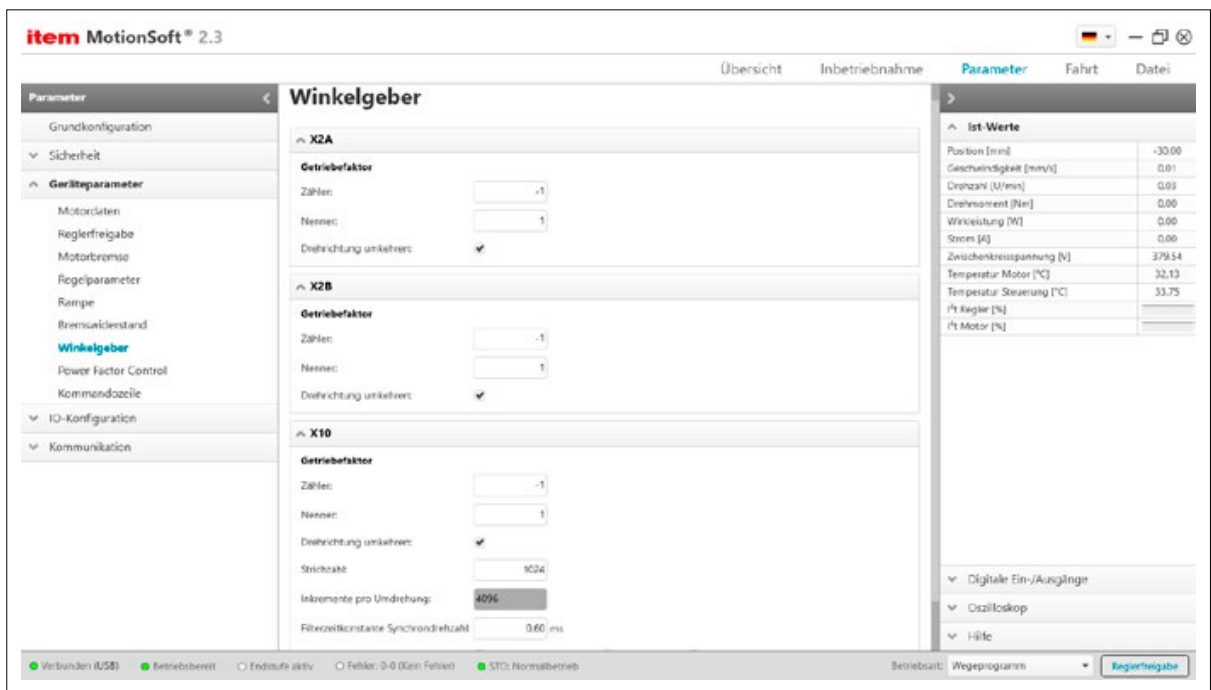 item MotionSoft® 2.3
Übersicht Inbetriebnahme Parameter Fahrt Datei
Parameter
Grundkonfiguration
Sicherheit
Geräteparameter
Motordaten
Reglerfreigabe
Motorbremse
Regelparameter
Rampe
Bremswiderstand
Winkelgeber
Power Factor Control
Kommandozeile
IO-Konfiguration
Kommunikation
Winkelgeber
X2A
Getriebefaktor
Zähler: -1
Nenner: 1
Drehrichtung umkehren:
X2B
Getriebefaktor
Zähler: -1
Nenner: 1
Drehrichtung umkehren:
X10
Getriebefaktor
Zähler: -1
Nenner: 1
Drehrichtung umkehren:
Strichzahl: 1024
Inkremente pro Umdrehung: 4096
Filterzeitkonstante Synchrondrehzahl: 0.60 ms
Ist-Werte
Position [mm] -30.00
Geschwindigkeit [mm/s] 0.01
Drehzahl [U/min] 0.03
Drehmoment [Nm] 0.00
Wirkleistung [W] 0.00
Strom [A] 0.00
Zwischenkreisspannung [V] 379.54
Temperatur Motor [°C] 32.13
Temperatur Steuerung [°C] 33.75
I²t Regler [%]
I²t Motor [%]
Digitale Ein-/Ausgänge
Oszilloskop
Hilfe
Verbunden (USB) Betriebsbereit Endstufe aktiv Fehler: 0-0 (Kein Fehler) STO: Normalbetrieb Betriebsart: Wegeprogramm Reglerfreigabe